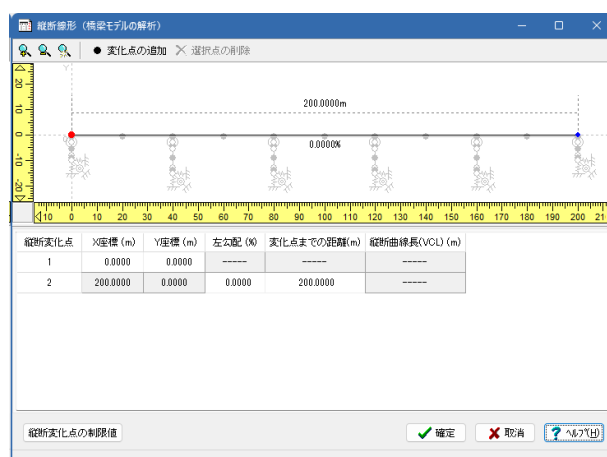 縦断線形（橋梁モデルの解析）
● 変化点の追加 × 選択点の削除
Y
20
10
0
-10
-20
200.0000m
0.0000%
-10 0 10 20 30 40 50 60 70 80 90 100 110 120 130 140 150 160 170 180 190 200 21
縦断変化点 X座標 (m) Y座標 (m) 左勾配 (%) 変化点までの距離(m) 縦断曲線長(VCL) (m)
1 0.0000 0.0000 ----- ----- -----
2 200.0000 0.0000 0.0000 200.0000 -----
縦断変化点の制限値 確定 取消 ? ヘルプ(H)